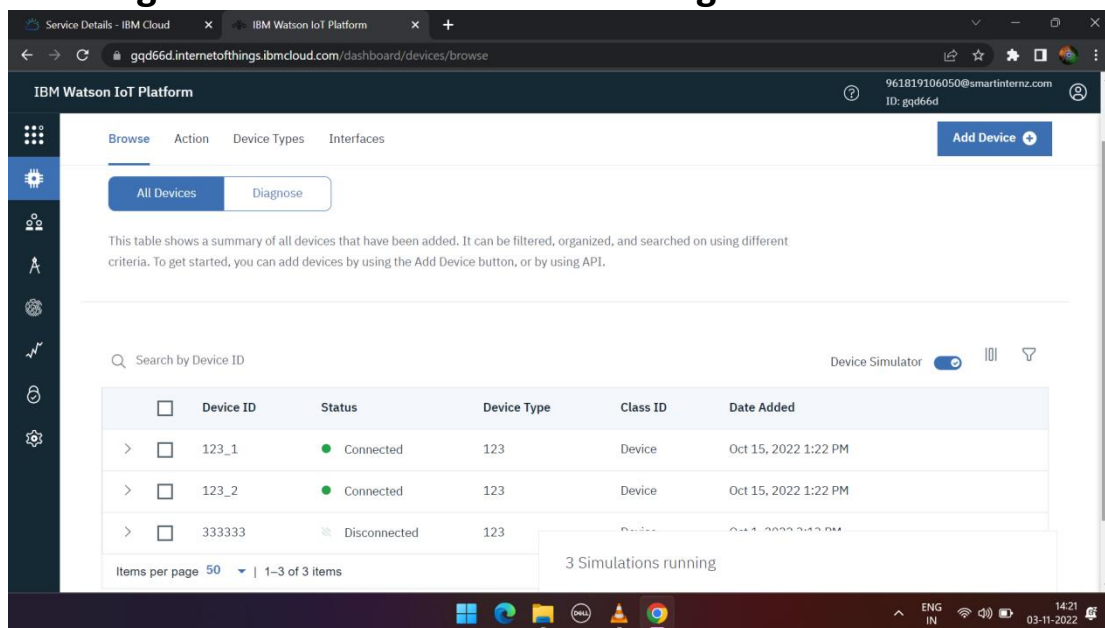 Service Details - IBM Cloud
IBM Watson IoT Platform
gqd66d.internetofthings.ibmcloud.com/dashboard/devices/browse
IBM Watson IoT Platform
961819106050@smartinternz.com
ID: gqd66d
Browse Action Device Types Interfaces
Add Device
All Devices Diagnose
This table shows a summary of all devices that have been added. It can be filtered, organized, and searched on using different
criteria. To get started, you can add devices by using the Add Device button, or by using API.
Search by Device ID
Device Simulator
Device ID Status Device Type Class ID Date Added
123_1 Connected 123 Device Oct 15, 2022 1:22 PM
123_2 Connected 123 Device Oct 15, 2022 1:22 PM
333333 Disconnected 123
3 Simulations running
Items per page 50 | 1–3 of 3 items
DELL
ENG
IN
14:21
03-11-2022